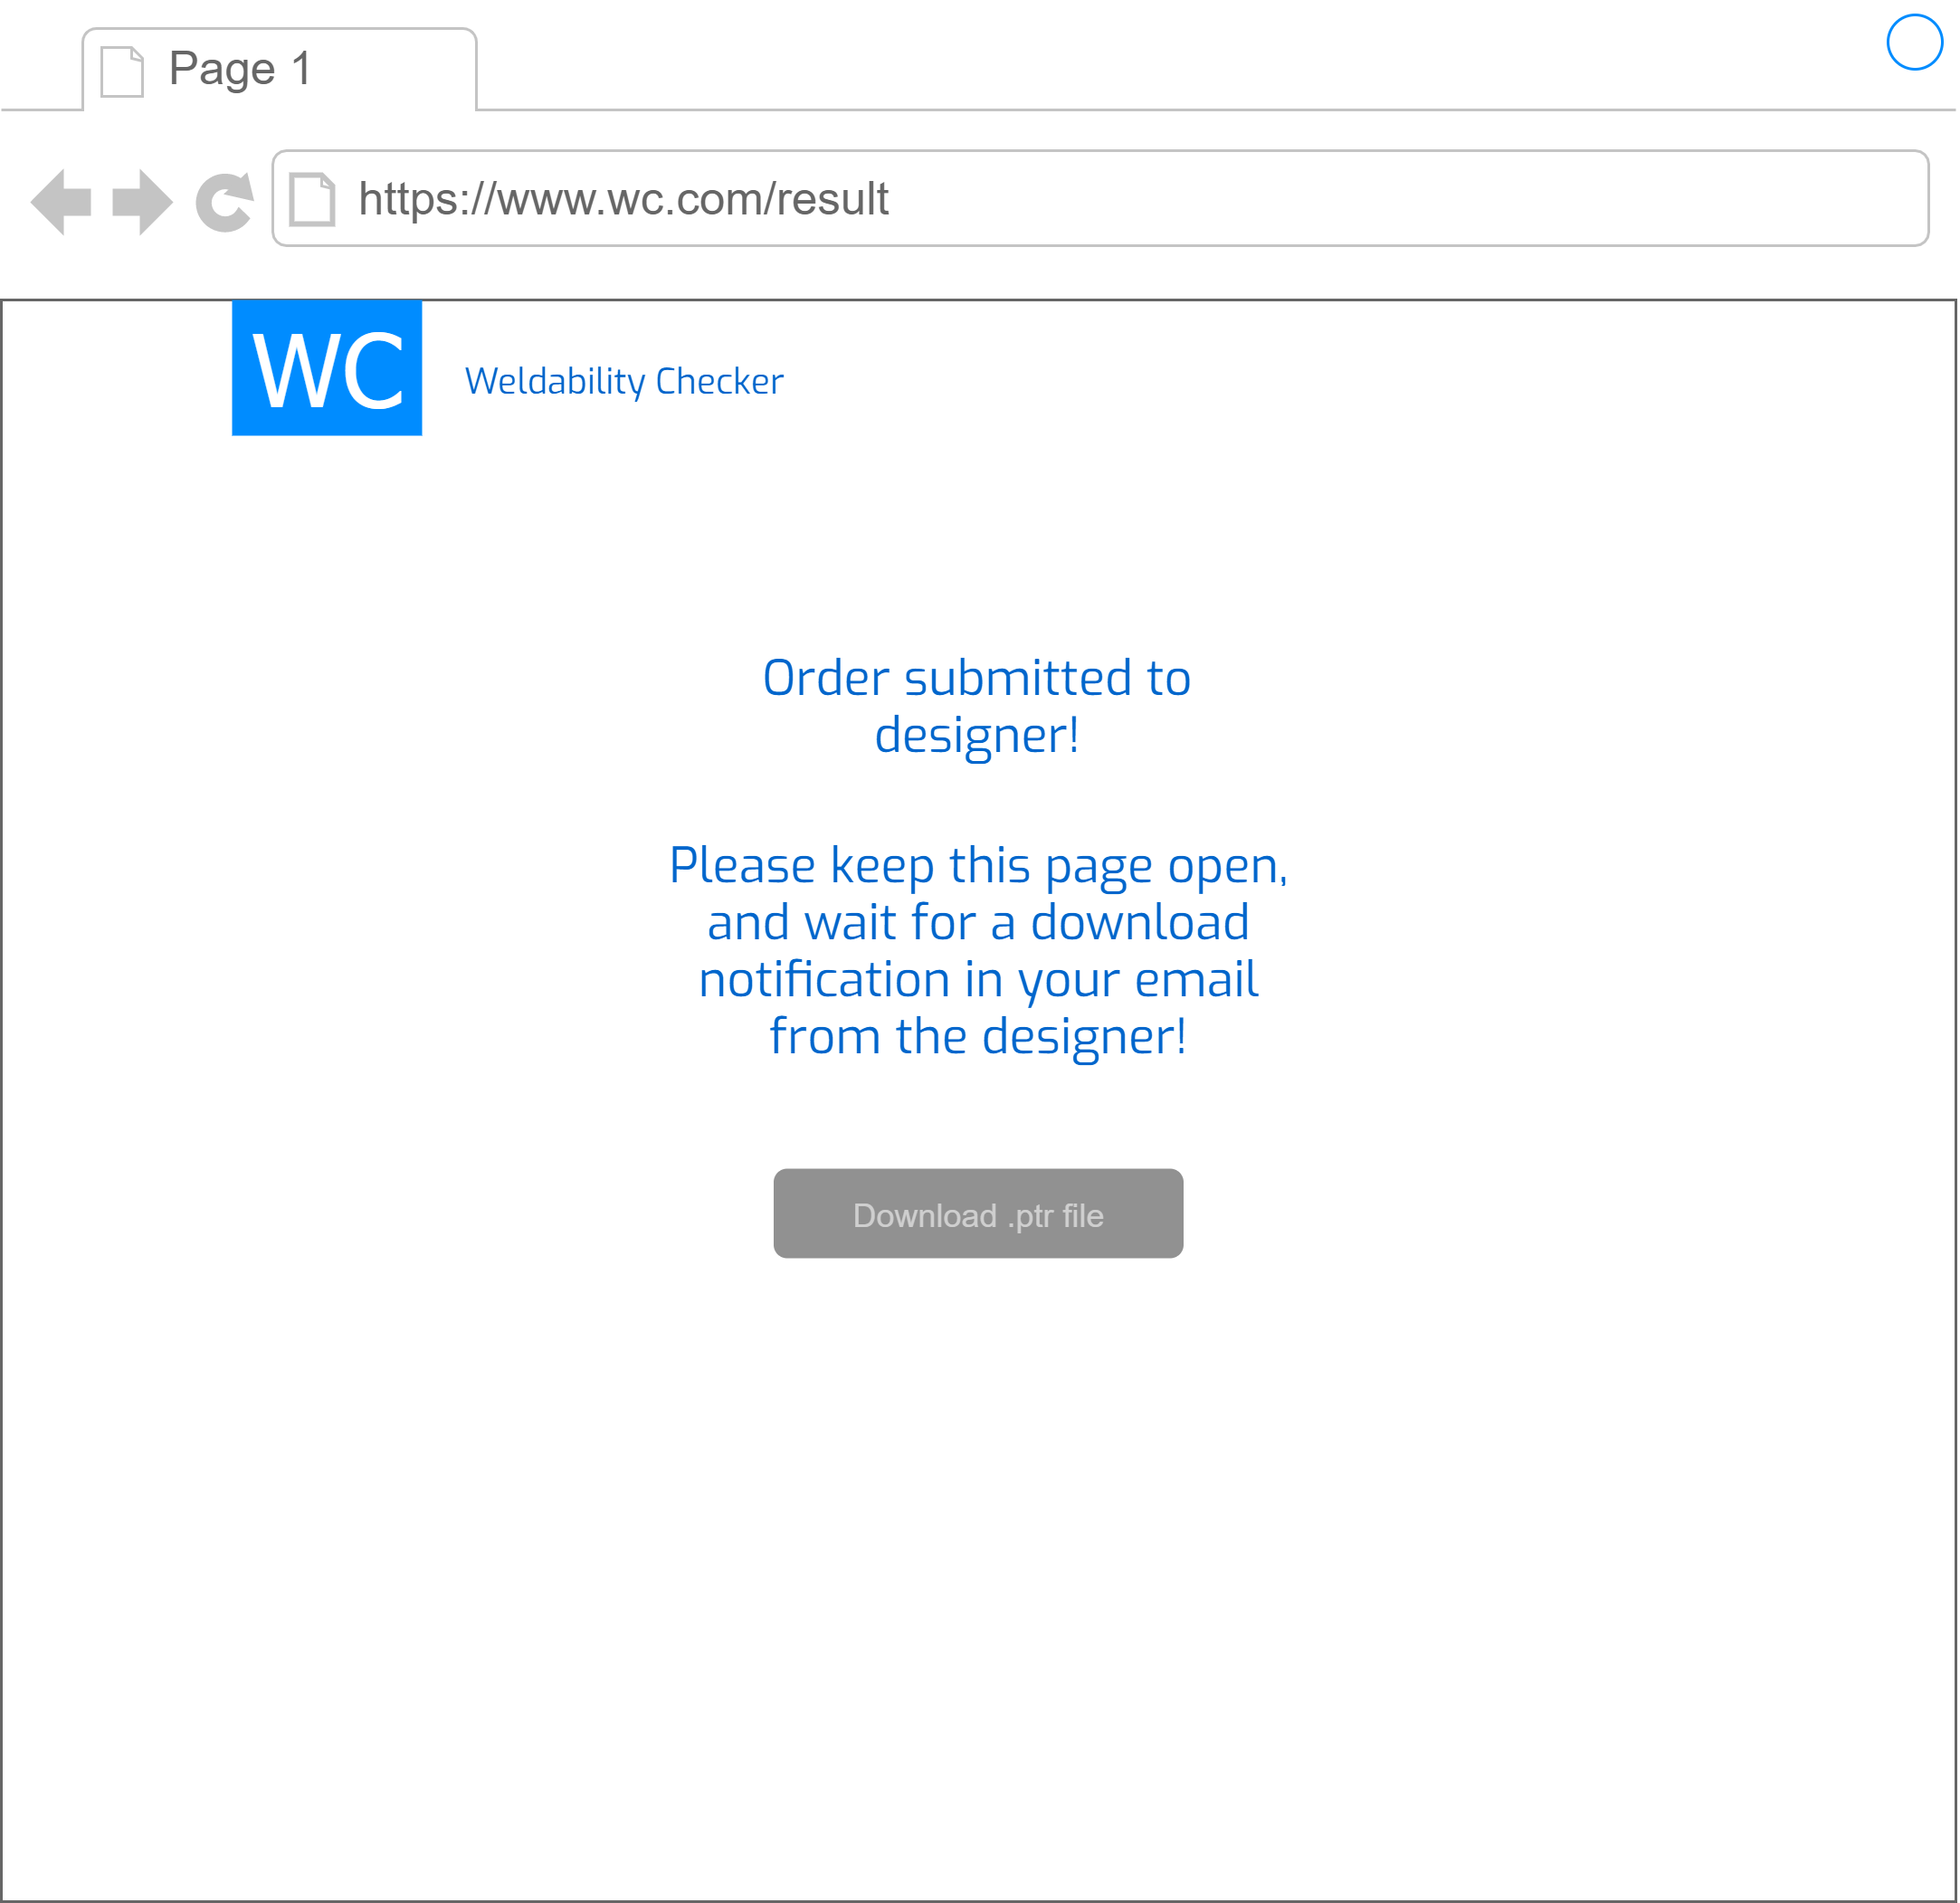 Page 1
https://www.wc.com/result
WC
Weldability Checker
Order submitted to
designer!
Please keep this page open,
and wait for a download
notification in your email
from the designer!
Download .ptr file